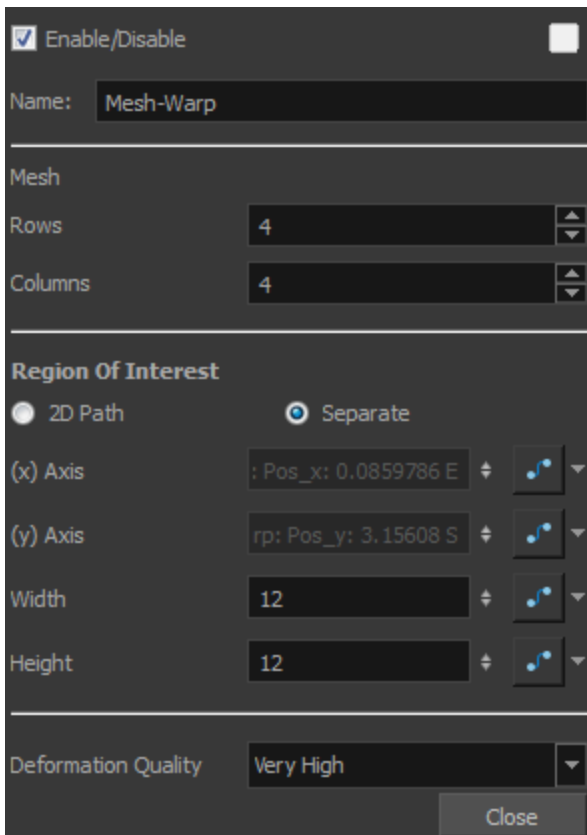 Enable/Disable
Name: Mesh-Warp
Mesh
Rows 4
Columns 4
Region Of Interest
2D Path Separate
(x) Axis : Pos_x: 0.0859786 E
(y) Axis rp: Pos_y: 3.15608 S
Width 12
Height 12
Deformation Quality Very High
Close